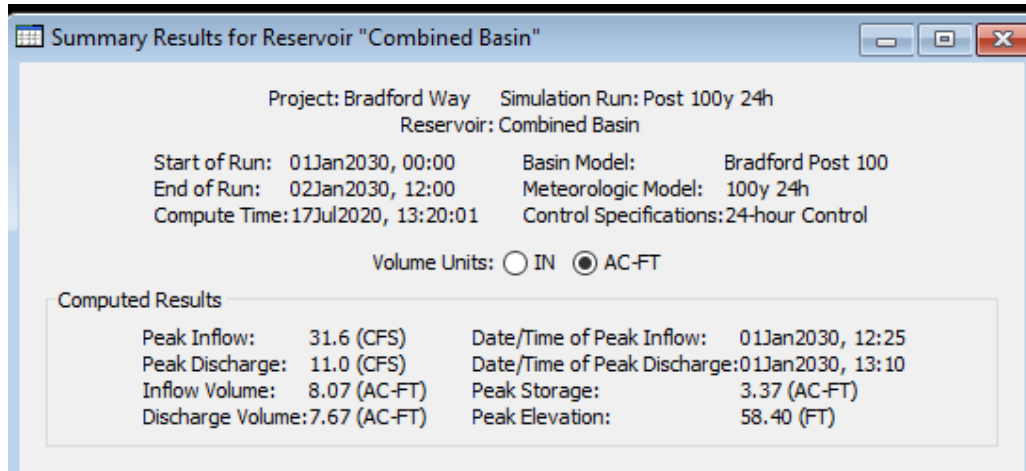 Summary Results for Reservoir "Combined Basin"
Project: Bradford Way Simulation Run: Post 100y 24h
Reservoir: Combined Basin
Start of Run: 01Jan2030, 00:00 Basin Model: Bradford Post 100
End of Run: 02Jan2030, 12:00 Meteorologic Model: 100y 24h
Compute Time:17Jul2020, 13:20:01 Control Specifications:24-hour Control
Volume Units: IN AC-FT
Computed Results
Peak Inflow: 31.6 (CFS) Date/Time of Peak Inflow: 01Jan2030, 12:25
Peak Discharge: 11.0 (CFS) Date/Time of Peak Discharge:01Jan2030, 13:10
Inflow Volume: 8.07 (AC-FT) Peak Storage: 3.37 (AC-FT)
Discharge Volume:7.67 (AC-FT) Peak Elevation: 58.40 (FT)